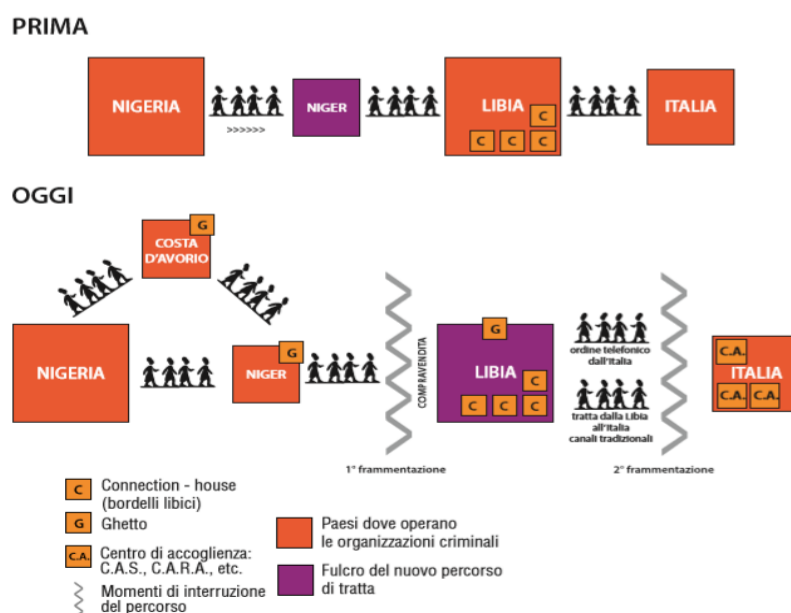 PRIMA
NIGERIA
>>>>>>
NIGER
LIBIA
C
C C C
ITALIA
OGGI
G
COSTA
D'AVORIO
NIGERIA
G
NIGER
COMPRAVENDITA
G
LIBIA
C
C C C
ordine telefonico
dall'Italia
tratta dalla Libia
all'Italia
canali tradizionali
C.A.
ITALIA
C.A. C.A.
1° frammentazione
2° frammentazione
C Connection - house
(bordelli libici)
G Ghetto
C.A. Centro di accoglienza:
C.A.S., C.A.R.A., etc.
Momenti di interruzione
del percorso
Paesi dove operano
le organizzazioni criminali
Fulcro del nuovo percorso
di tratta